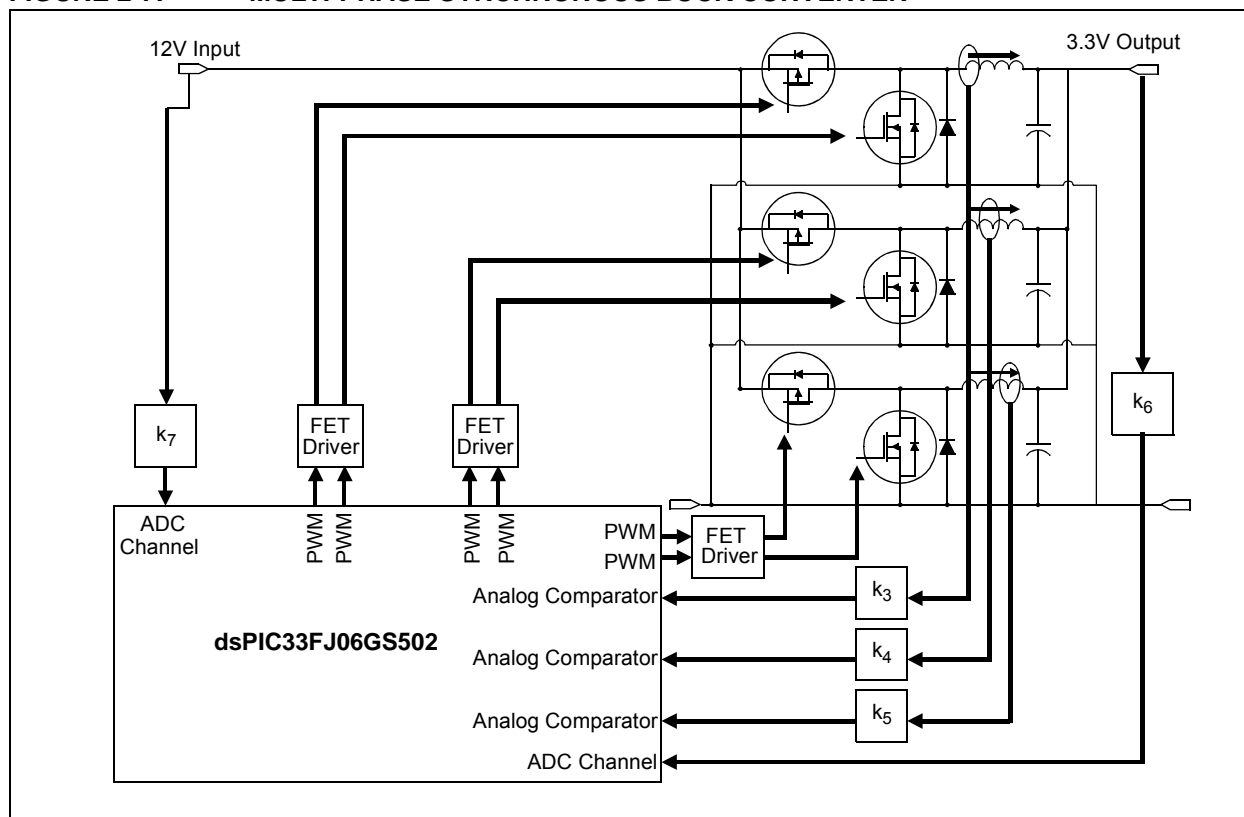 12V Input
3.3V Output
k7
FET
Driver
FET
Driver
k6
ADC
Channel
PWM
PWM
PWM
PWM
PWM
PWM
FET
Driver
Analog Comparator
k3
dsPIC33FJ06GS502
Analog Comparator
k4
Analog Comparator
k5
ADC Channel